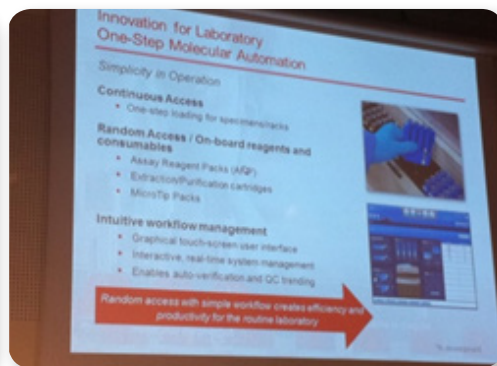 Innovation for Laboratory
One-Step Molecular Automation
Simplicity in Operation
Continuous Access
• One-step loading for specimens/racks
Random Access / On-board reagents and
consumables
• Assay Reagent Packs (ARP)
• Extraction/Purification cartridges
• MicroTip Packs
Intuitive workflow management
• Graphical touch-screen user interface
• Interactive, real-time system management
• Enables auto-verification and QC trending
Random access with simple workflow creates efficiency and
productivity for the routine laboratory